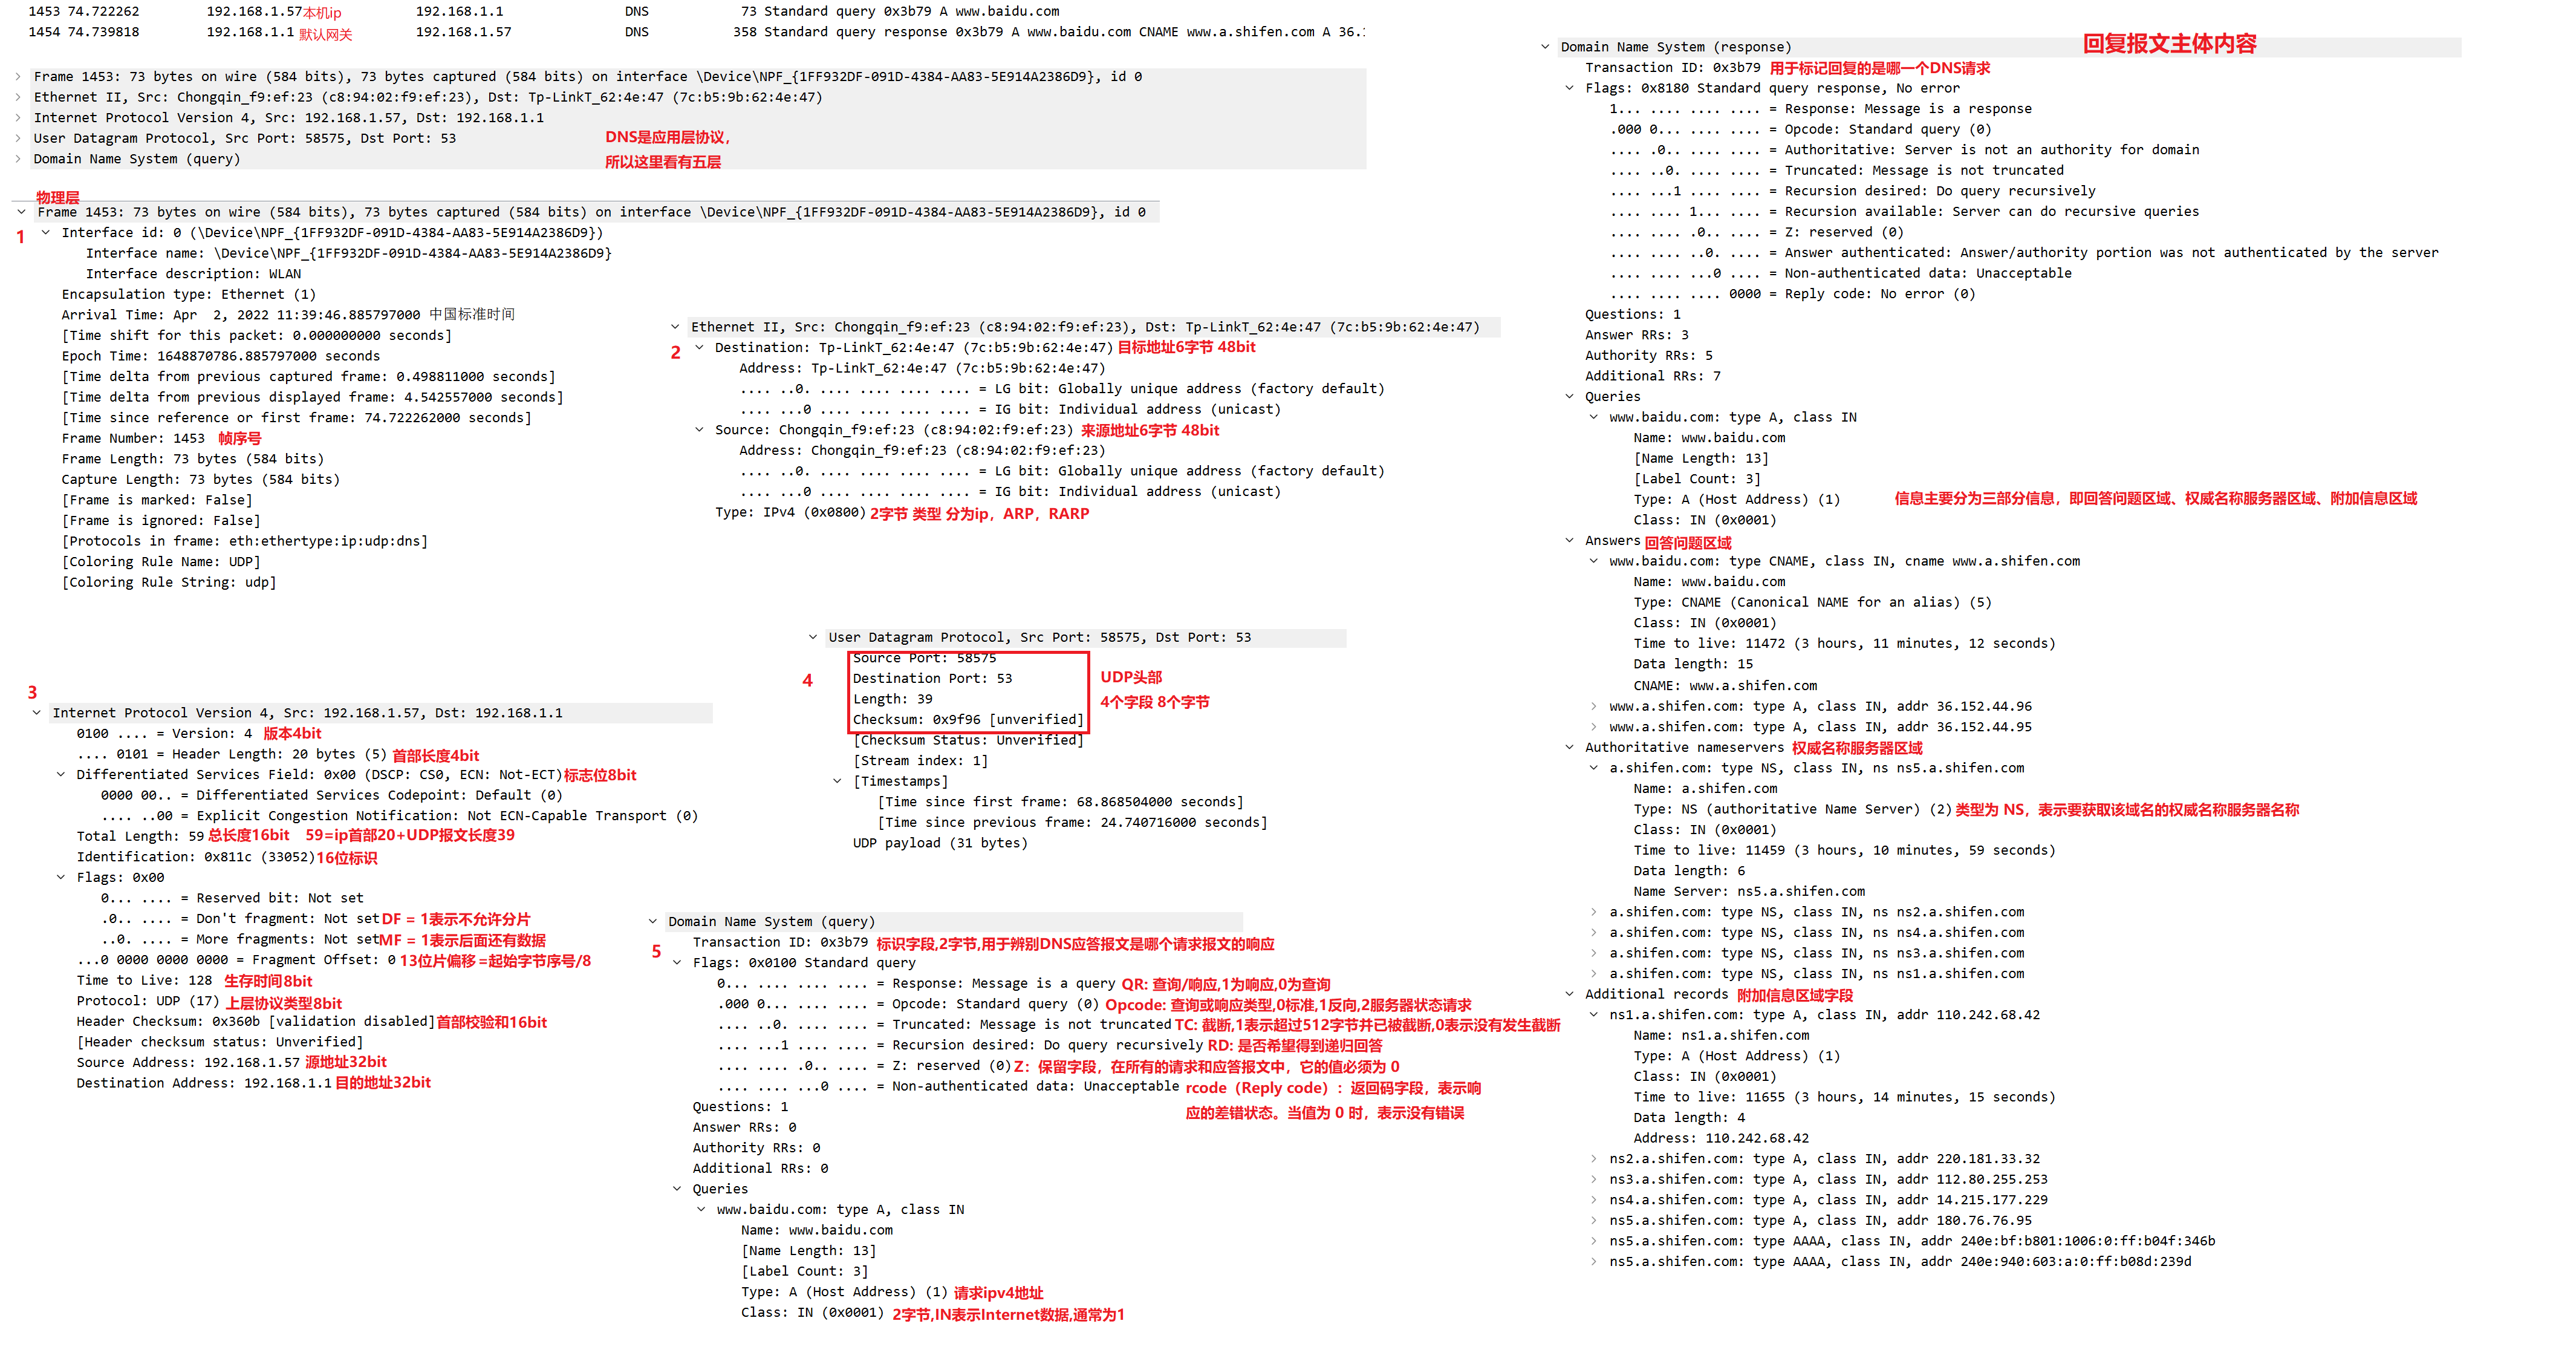 1453 74.722262 192.168.1.57本机ip 192.168.1.1 DNS 73 Standard query 0x3b79 A www.baidu.com
1454 74.739818 192.168.1.1 默认网关 192.168.1.57 DNS 358 Standard query response 0x3b79 A www.baidu.com CNAME www.a.shifen.com A 36.
Frame 1453: 73 bytes on wire (584 bits), 73 bytes captured (584 bits) on interface \Device\NPF_{1FF932DF-091D-4384-AA83-5E914A2386D9}, id 0
Ethernet II, Src: Chongqin_f9:ef:23 (c8:94:02:f9:ef:23), Dst: Tp-LinkT_62:4e:47 (7c:b5:9b:62:4e:47)
Internet Protocol Version 4, Src: 192.168.1.57, Dst: 192.168.1.1
User Datagram Protocol, Src Port: 58575, Dst Port: 53
Domain Name System (query)
DNS是应用层协议，
所以这里看有五层
物理层
Frame 1453: 73 bytes on wire (584 bits), 73 bytes captured (584 bits) on interface \Device\NPF_{1FF932DF-091D-4384-AA83-5E914A2386D9}, id 0
1
Interface id: 0 (\Device\NPF_{1FF932DF-091D-4384-AA83-5E914A2386D9})
Interface name: \Device\NPF_{1FF932DF-091D-4384-AA83-5E914A2386D9}
Interface description: WLAN
Encapsulation type: Ethernet (1)
Arrival Time: Apr  2, 2022 11:39:46.885797000 中国标准时间
[Time shift for this packet: 0.000000000 seconds]
Epoch Time: 1648870786.885797000 seconds
[Time delta from previous captured frame: 0.498811000 seconds]
[Time delta from previous displayed frame: 4.542557000 seconds]
[Time since reference or first frame: 74.722262000 seconds]
Frame Number: 1453 帧序号
Frame Length: 73 bytes (584 bits)
Capture Length: 73 bytes (584 bits)
[Frame is marked: False]
[Frame is ignored: False]
[Protocols in frame: eth:ethertype:ip:udp:dns]
[Coloring Rule Name: UDP]
[Coloring Rule String: udp]
Ethernet II, Src: Chongqin_f9:ef:23 (c8:94:02:f9:ef:23), Dst: Tp-LinkT_62:4e:47 (7c:b5:9b:62:4e:47)
2
Destination: Tp-LinkT_62:4e:47 (7c:b5:9b:62:4e:47) 目标地址6字节 48bit
Address: Tp-LinkT_62:4e:47 (7c:b5:9b:62:4e:47)
.... ..0. .... .... .... .... = LG bit: Globally unique address (factory default)
.... ...0 .... .... .... .... = IG bit: Individual address (unicast)
Source: Chongqin_f9:ef:23 (c8:94:02:f9:ef:23) 来源地址6字节 48bit
Address: Chongqin_f9:ef:23 (c8:94:02:f9:ef:23)
.... ..0. .... .... .... .... = LG bit: Globally unique address (factory default)
.... ...0 .... .... .... .... = IG bit: Individual address (unicast)
Type: IPv4 (0x0800) 2字节 类型 分为ip，ARP，RARP
3
Internet Protocol Version 4, Src: 192.168.1.57, Dst: 192.168.1.1
0100 .... = Version: 4 版本4bit
.... 0101 = Header Length: 20 bytes (5) 首部长度4bit
Differentiated Services Field: 0x00 (DSCP: CS0, ECN: Not-ECT)标志位8bit
0000 00.. = Differentiated Services Codepoint: Default (0)
.... ..00 = Explicit Congestion Notification: Not ECN-Capable Transport (0)
Total Length: 59 总长度16bit 59=ip首部20+UDP报文长度39
Identification: 0x811c (33052)16位标识
Flags: 0x00
0... .... = Reserved bit: Not set
.0.. .... = Don't fragment: Not set DF = 1表示不允许分片
..0. .... = More fragments: Not set MF = 1表示后面还有数据
...0 0000 0000 0000 = Fragment Offset: 0 13位片偏移=起始字节序号/8
Time to Live: 128 生存时间8bit
Protocol: UDP (17) 上层协议类型8bit
Header Checksum: 0x360b [validation disabled]首部校验和16bit
[Header checksum status: Unverified]
Source Address: 192.168.1.57 源地址32bit
Destination Address: 192.168.1.1 目的地址32bit
User Datagram Protocol, Src Port: 58575, Dst Port: 53
4
Source Port: 58575
Destination Port: 53
Length: 39
Checksum: 0x9f96 [unverified]
UDP头部
4个字段 8个字节
[Checksum Status: Unverified]
[Stream index: 1]
[Timestamps]
[Time since first frame: 68.868504000 seconds]
[Time since previous frame: 24.740716000 seconds]
UDP payload (31 bytes)
Domain Name System (query)
5
Transaction ID: 0x3b79 标识字段,2字节,用于辨别DNS应答报文是哪个请求报文的响应
Flags: 0x0100 Standard query
0... .... .... .... = Response: Message is a query QR: 查询/响应,1为响应,0为查询
.000 0... .... .... = Opcode: Standard query (0) Opcode: 查询或响应类型,0标准,1反向,2服务器状态请求
.... ..0. .... .... = Truncated: Message is not truncated TC: 截断,1表示超过512字节并已被截断,0表示没有发生截断
.... ...1 .... .... = Recursion desired: Do query recursively RD: 是否希望得到递归回答
.... .... .0.. .... = Z: reserved (0) Z：保留字段，在所有的请求和应答报文中，它的值必须为 0
.... .... ...0 .... = Non-authenticated data: Unacceptable rcode（Reply code）：返回码字段，表示响
应的差错状态。当值为 0 时，表示没有错误
Questions: 1
Answer RRs: 0
Authority RRs: 0
Additional RRs: 0
Queries
www.baidu.com: type A, class IN
Name: www.baidu.com
[Name Length: 13]
[Label Count: 3]
Type: A (Host Address) (1) 请求ipv4地址
Class: IN (0x0001) 2字节,IN表示Internet数据,通常为1
回复报文主体内容
Domain Name System (response)
Transaction ID: 0x3b79 用于标记回复的是哪一个DNS请求
Flags: 0x8180 Standard query response, No error
1... .... .... .... = Response: Message is a response
.000 0... .... .... = Opcode: Standard query (0)
.... .0.. .... .... = Authoritative: Server is not an authority for domain
.... ..0. .... .... = Truncated: Message is not truncated
.... ...1 .... .... = Recursion desired: Do query recursively
.... .... 1... .... = Recursion available: Server can do recursive queries
.... .... .0.. .... = Z: reserved (0)
.... .... ..0. .... = Answer authenticated: Answer/authority portion was not authenticated by the server
.... .... ...0 .... = Non-authenticated data: Unacceptable
.... .... .... 0000 = Reply code: No error (0)
Questions: 1
Answer RRs: 3
Authority RRs: 5
Additional RRs: 7
Queries
www.baidu.com: type A, class IN
Name: www.baidu.com
[Name Length: 13]
[Label Count: 3]
Type: A (Host Address) (1) 信息主要分为三部分信息，即回答问题区域、权威名称服务器区域、附加信息区域
Class: IN (0x0001)
Answers 回答问题区域
www.baidu.com: type CNAME, class IN, cname www.a.shifen.com
Name: www.baidu.com
Type: CNAME (Canonical NAME for an alias) (5)
Class: IN (0x0001)
Time to live: 11472 (3 hours, 11 minutes, 12 seconds)
Data length: 15
CNAME: www.a.shifen.com
www.a.shifen.com: type A, class IN, addr 36.152.44.96
www.a.shifen.com: type A, class IN, addr 36.152.44.95
Authoritative nameservers 权威名称服务器区域
a.shifen.com: type NS, class IN, ns ns5.a.shifen.com
Name: a.shifen.com
Type: NS (authoritative Name Server) (2) 类型为 NS，表示要获取该域名的权威名称服务器名称
Class: IN (0x0001)
Time to live: 11459 (3 hours, 10 minutes, 59 seconds)
Data length: 6
Name Server: ns5.a.shifen.com
a.shifen.com: type NS, class IN, ns ns2.a.shifen.com
a.shifen.com: type NS, class IN, ns ns4.a.shifen.com
a.shifen.com: type NS, class IN, ns ns3.a.shifen.com
a.shifen.com: type NS, class IN, ns ns1.a.shifen.com
Additional records 附加信息区域字段
ns1.a.shifen.com: type A, class IN, addr 110.242.68.42
Name: ns1.a.shifen.com
Type: A (Host Address) (1)
Class: IN (0x0001)
Time to live: 11655 (3 hours, 14 minutes, 15 seconds)
Data length: 4
Address: 110.242.68.42
ns2.a.shifen.com: type A, class IN, addr 220.181.33.32
ns3.a.shifen.com: type A, class IN, addr 112.80.255.253
ns4.a.shifen.com: type A, class IN, addr 14.215.177.229
ns5.a.shifen.com: type A, class IN, addr 180.76.76.95
ns5.a.shifen.com: type AAAA, class IN, addr 240e:bf:b801:1006:0:ff:b04f:346b
ns5.a.shifen.com: type AAAA, class IN, addr 240e:940:603:a:0:ff:b08d:239d